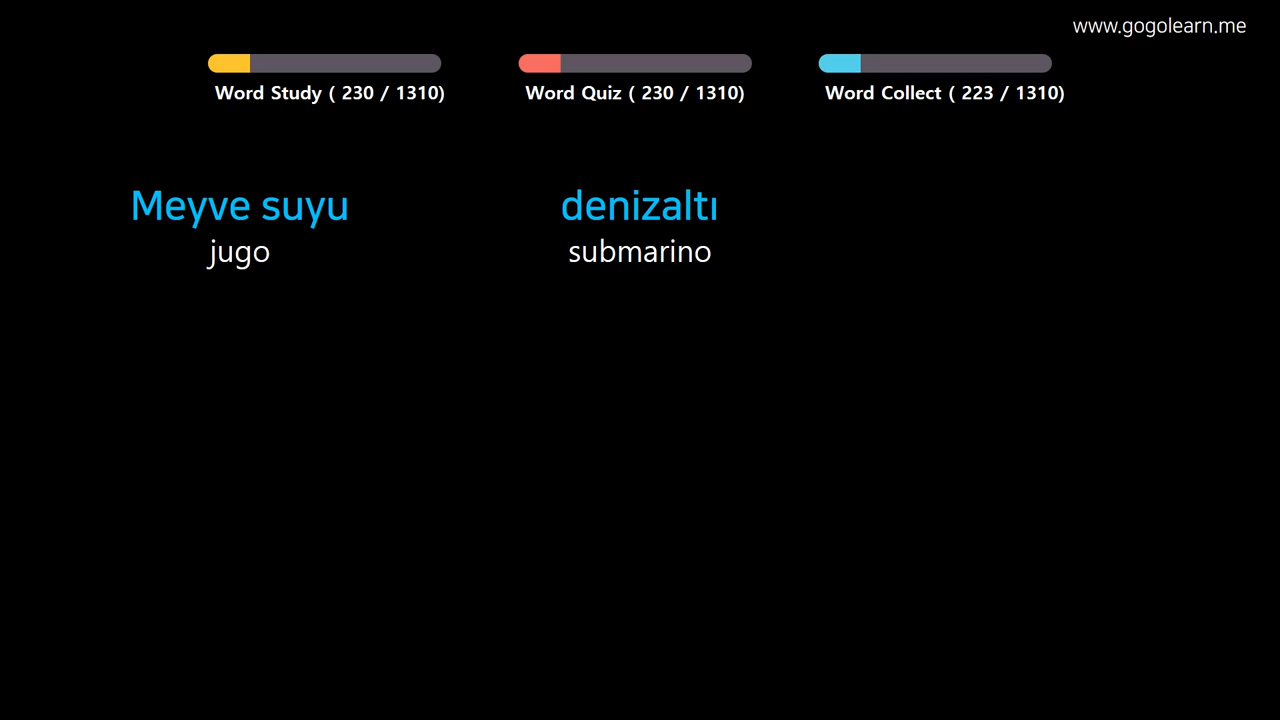 www.gogolearn.me
Word Study ( 230 / 1310)
Word Quiz ( 230 / 1310)
Word Collect ( 223 / 1310)
Meyve suyu
jugo
denizaltı
submarino